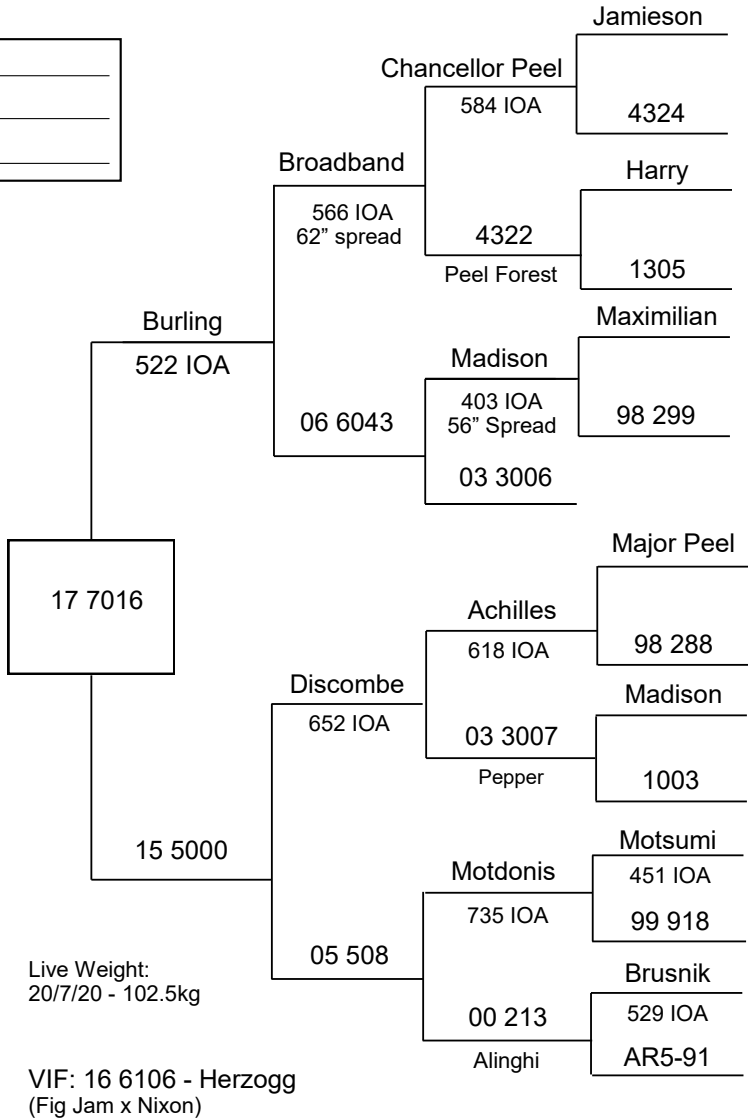 Jamieson
Chancellor Peel
584 IOA
4324
Broadband
Harry
566 IOA
62” spread
4322
Peel Forest
1305
Burling
522 IOA
Maximilian
Madison
403 IOA
56” Spread
98 299
06 6043
03 3006
17 7016
Major Peel
Achilles
618 IOA
98 288
Discombe
652 IOA
Madison
03 3007
Pepper
1003
15 5000
Motsumi
451 IOA
Motdonis
735 IOA
99 918
05 508
Brusnik
529 IOA
00 213
Alinghi
AR5-91
Live Weight:
20/7/20 - 102.5kg
VIF: 16 6106 - Herzogg
(Fig Jam x Nixon)